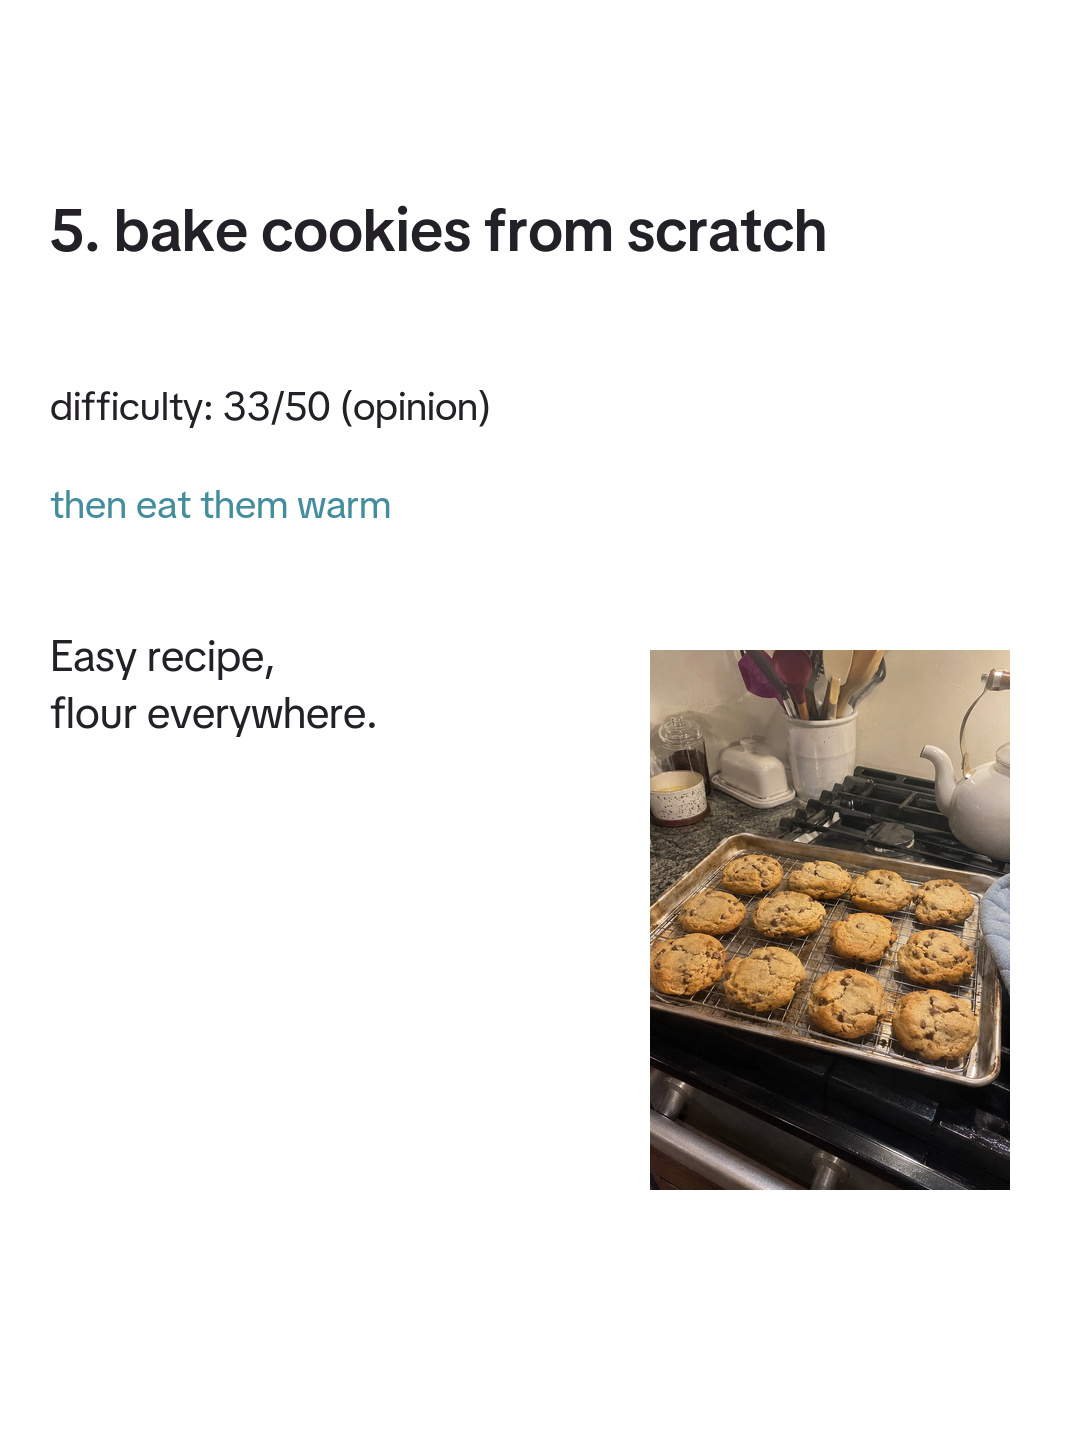 5. bake cookies from scratch
difficulty: 33/50 (opinion)
then eat them warm
Easy recipe,
flour everywhere.